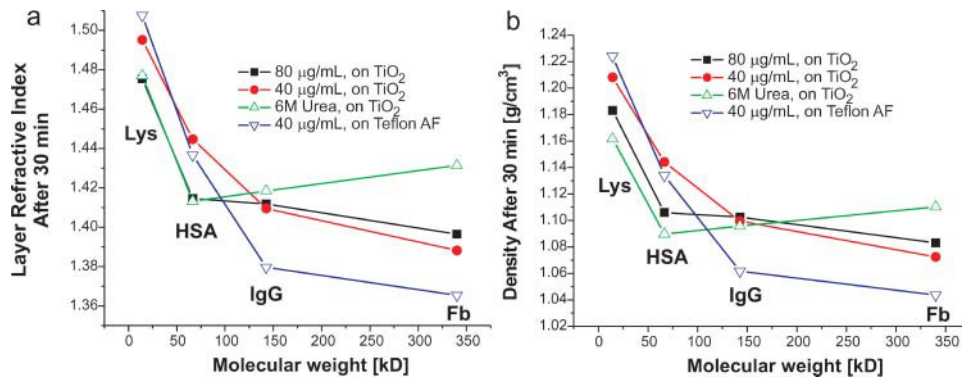 a
Layer Refractive Index
After 30 min
1.50
1.48
1.46
1.44
1.42
1.40
1.38
1.36
80 μg/mL, on TiO2
40 μg/mL, on TiO2
6M Urea, on TiO2
40 μg/mL, on Teflon AF
Lys
HSA
IgG
Fb
0 50 100 150 200 250 300 350
Molecular weight [kD]
b
Density After 30 min [g/cm³]
1.24
1.22
1.20
1.18
1.16
1.14
1.12
1.10
1.08
1.06
1.04
1.02
80 μg/mL, on TiO2
40 μg/mL, on TiO2
6M Urea, on TiO2
40 μg/mL, on Teflon AF
Lys
HSA
IgG
Fb
0 50 100 150 200 250 300 350
Molecular weight [kD]